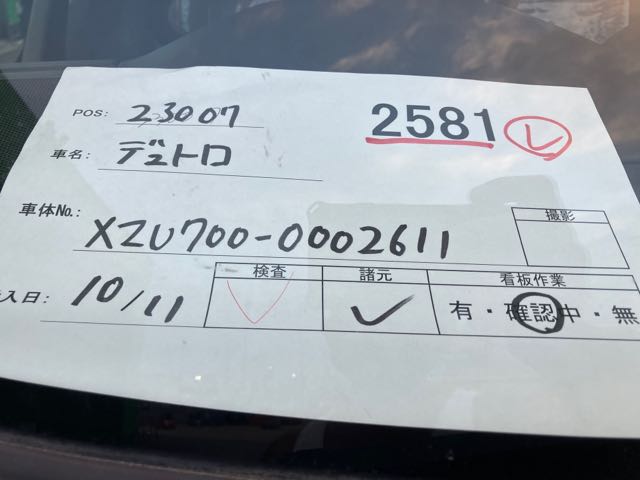 POS: 23007
2581 レ
車名: デュトロ
車体No.: XZU700-0002611
撮影
入日: 10/11
検査 諸元 看板作業
✓ ✓ 有・確認中・無